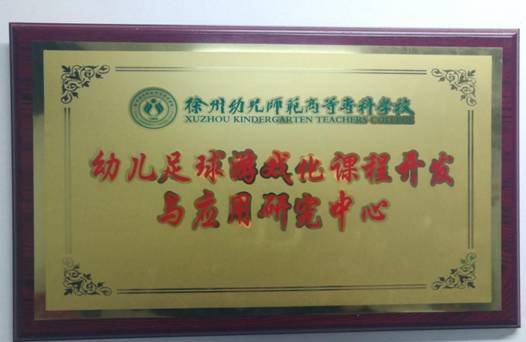 徐州幼儿师范高等专科学校
XUZHOU KINDERGARTEN TEACHERS COLLEGE
幼儿足球游戏化课程开发
与应用研究中心